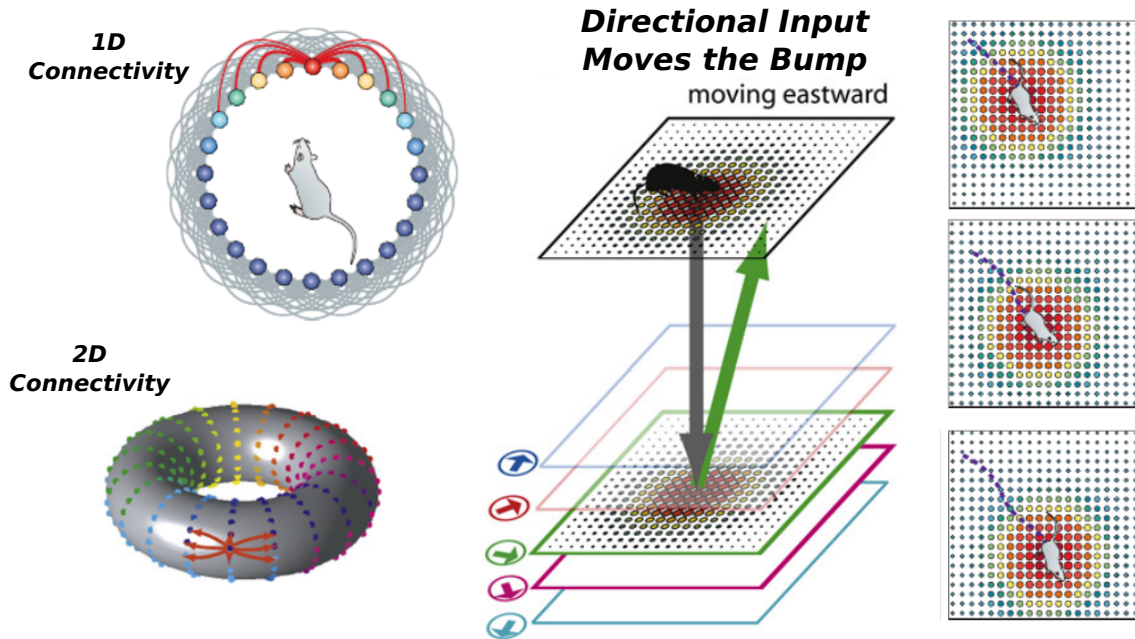 1D
Connectivity
Directional Input
Moves the Bump
moving eastward
2D
Connectivity